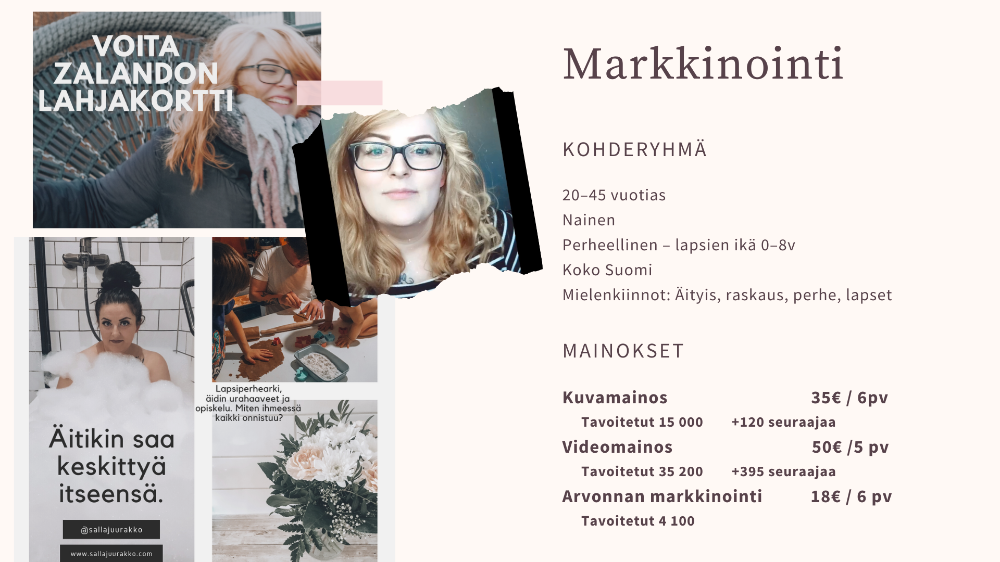 VOITA
ZALANDON
LAHJAKORTTI
Lapsiperhearki,
äidin urahaaveet ja
opiskelu. Miten ihmeessä
kaikki onnistuu?
Äitikin saa
keskittyä
itseensä.
@sallajuurakko
www.sallajuurakko.com
Markkinointi
KOHDERYHMÄ
20–45 vuotias
Nainen
Perheellinen – lapsien ikä 0–8v
Koko Suomi
Mielenkiinnot: Äityis, raskaus, perhe, lapset
MAINOKSET
Kuvamainos 35€ / 6pv
Tavoitetut 15 000 +120 seuraajaa
Videomainos 50€ /5 pv
Tavoitetut 35 200 +395 seuraajaa
Arvonnan markkinointi 18€ / 6 pv
Tavoitetut 4 100